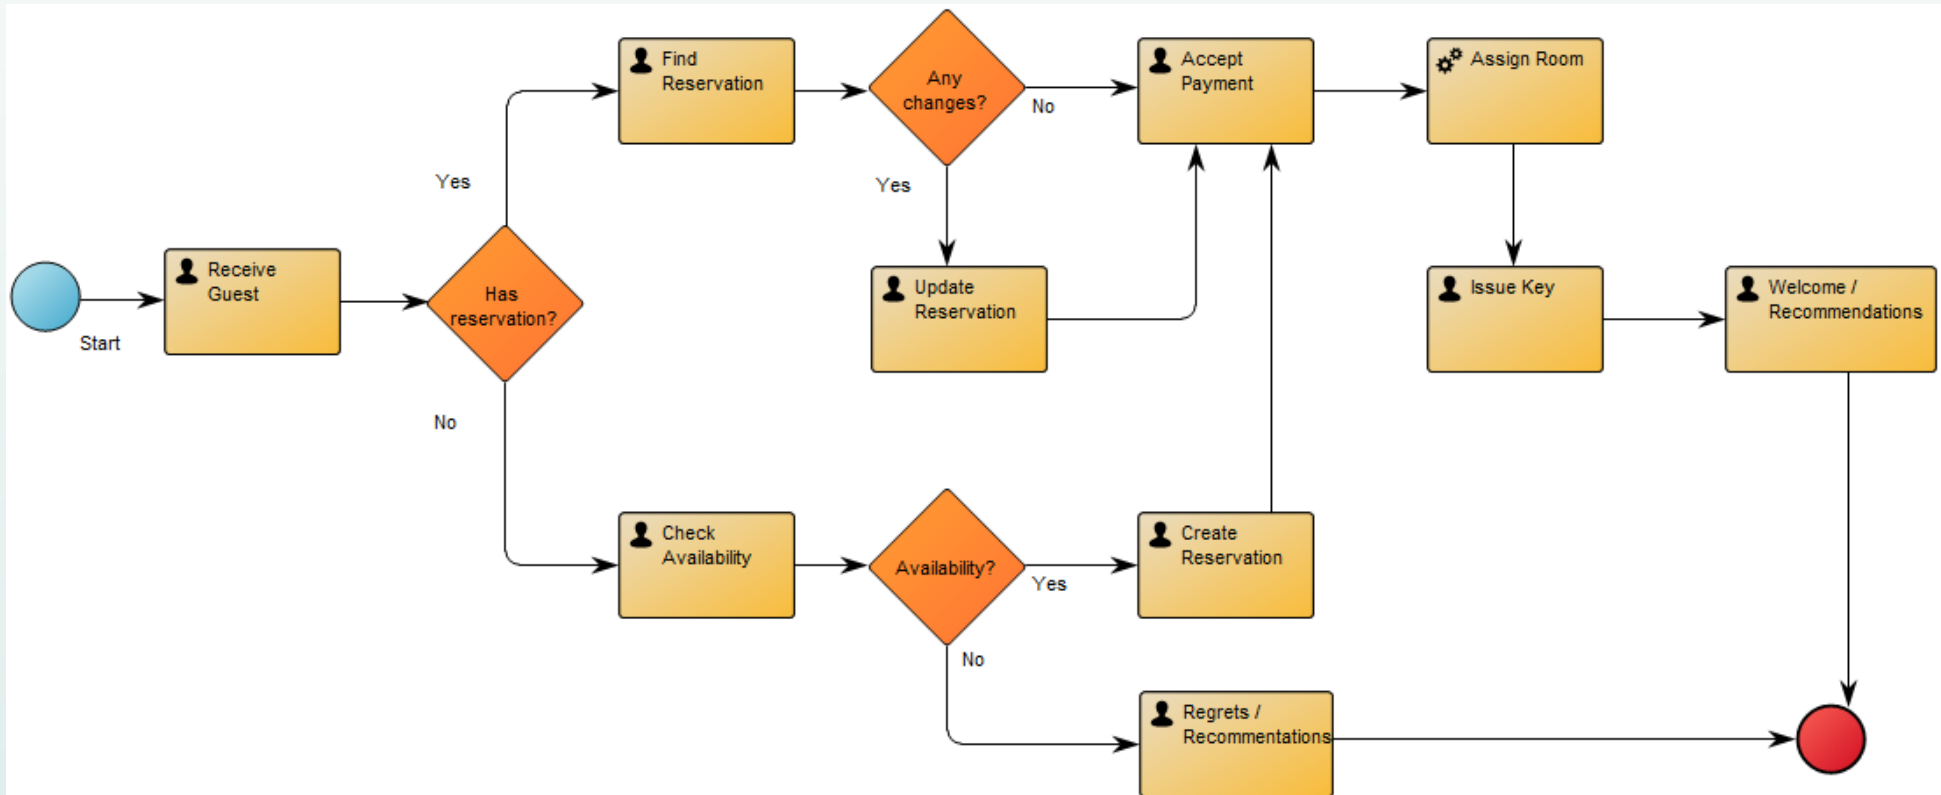 Find
Reservation
Any
changes?
No
Accept
Payment
Assign Room
Yes
Yes
Receive
Guest
Start
Has
reservation?
Update
Reservation
Issue Key
Welcome /
Recommendations
No
Check
Availability
Availability?
Yes
Create
Reservation
No
Regrets /
Recommentations